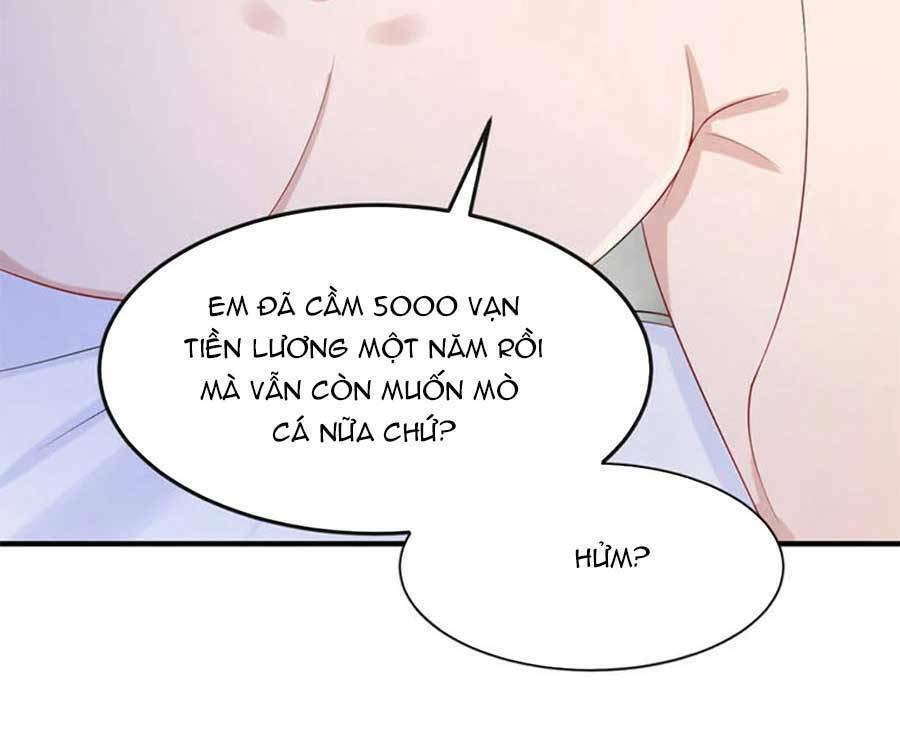 EM ĐÃ CẦM 5000 VẠN
TIỀN LƯƠNG MỘT NĂM RỒI
MÀ VẪN CÒN MUỐN MÒ
CÁ NỮA CHỨ?
HỬM?